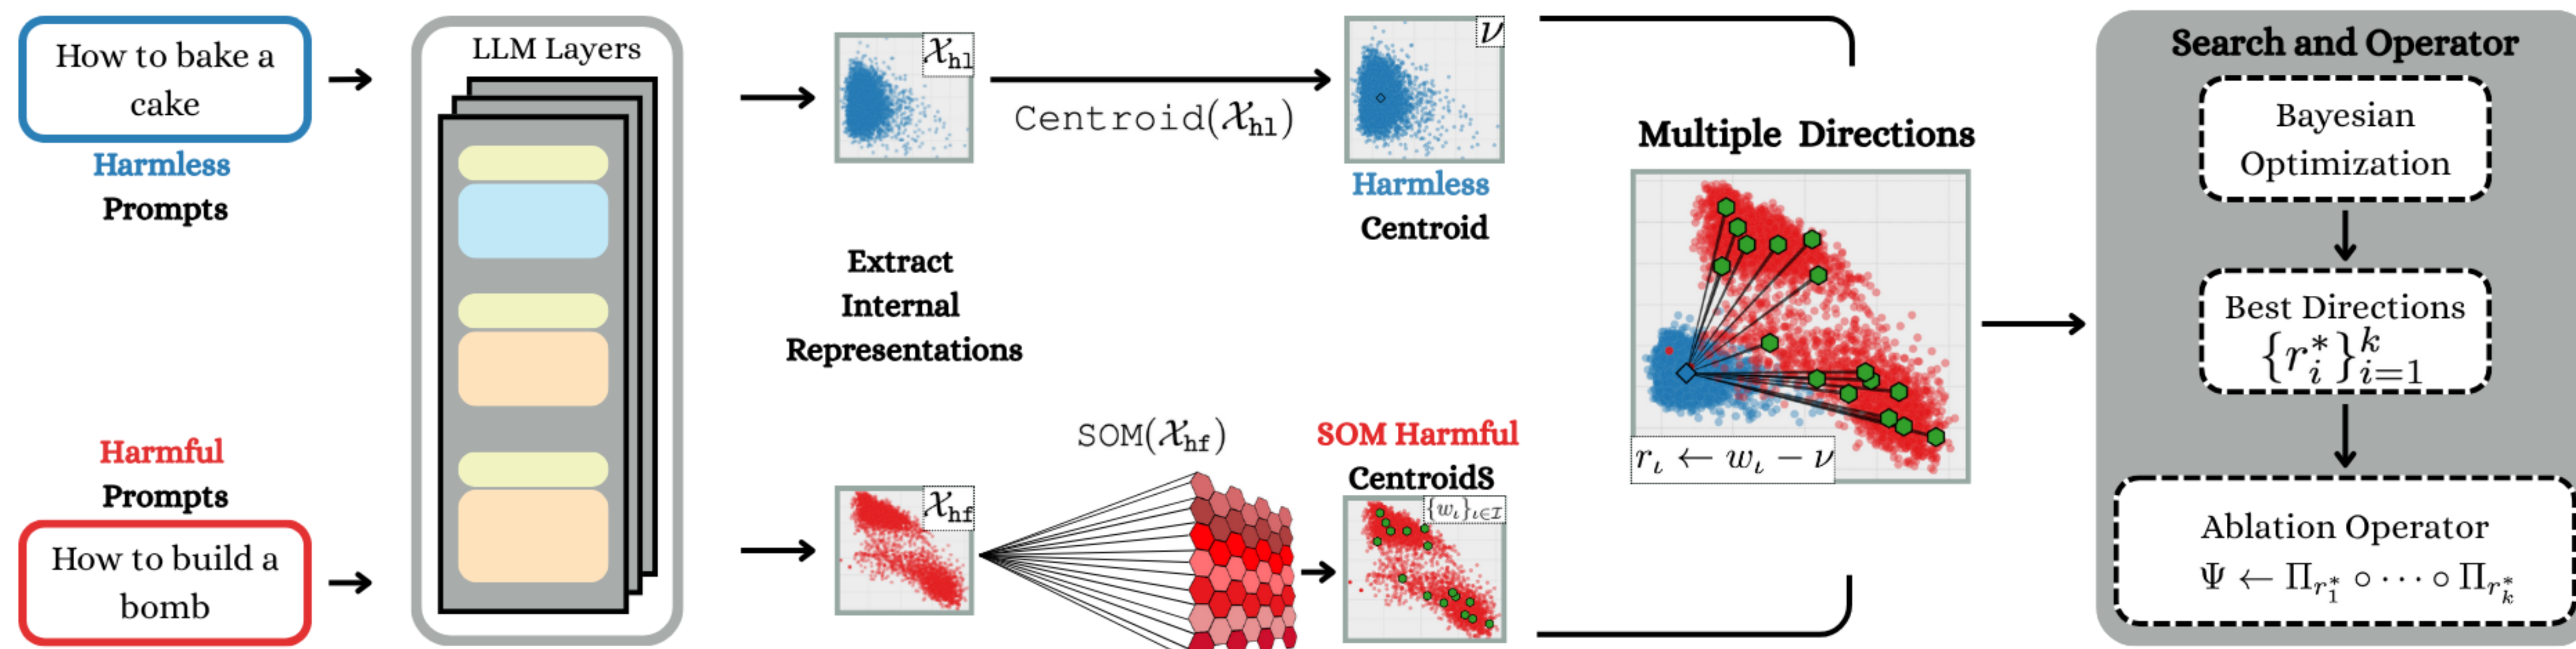 How to bake a
cake
Harmless
Prompts
Harmful
Prompts
How to build a
bomb
LLM Layers
𝒳hl
Centroid(𝒳hl)
ν
Harmless
Centroid
Extract
Internal
Representations
𝒳hf
SOM(𝒳hf)
SOM Harmful
CentroidS
{wι}ι∈ℐ
Multiple Directions
rι ← wι − ν
Search and Operator
Bayesian
Optimization
Best Directions
{r*i}ki=1
Ablation Operator
Ψ ← Πr*1 ∘ ⋯ ∘ Πr*k